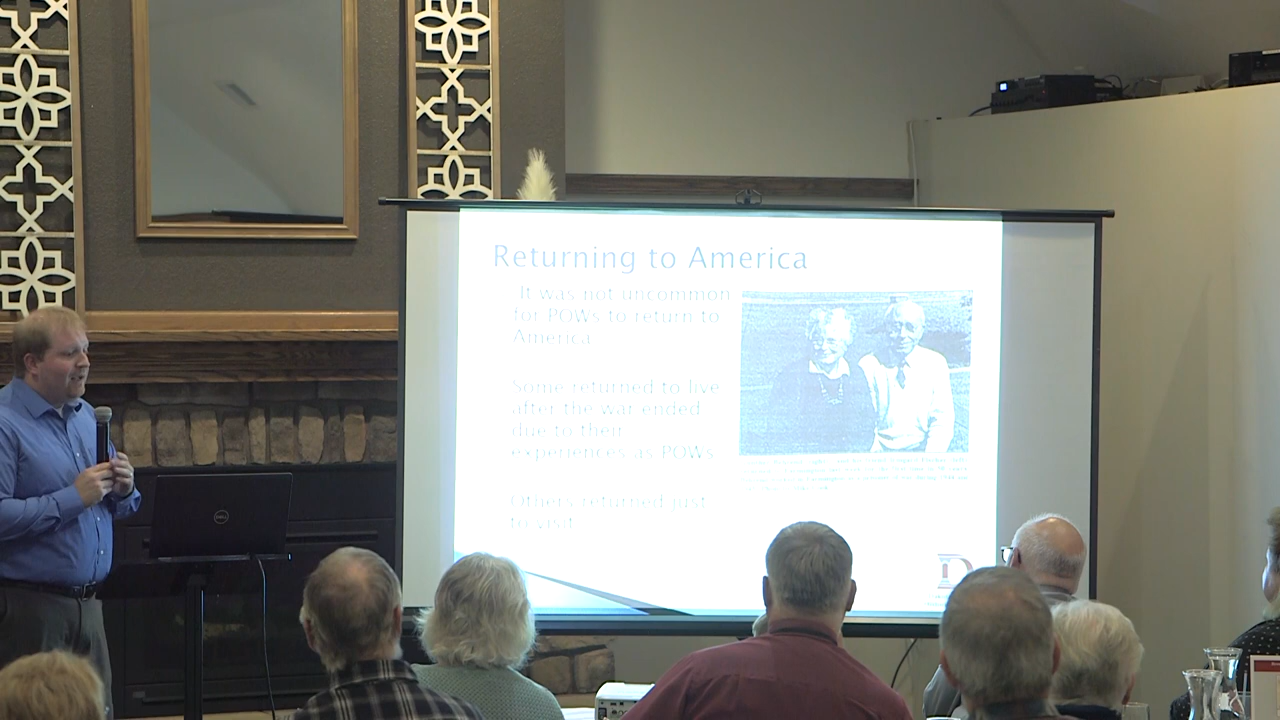 Returning to America
It was not uncommon
for POWs to return to
America
Some returned to live
after the war ended
due to their
experiences as POWs
Others returned just
to visit
D
DELL